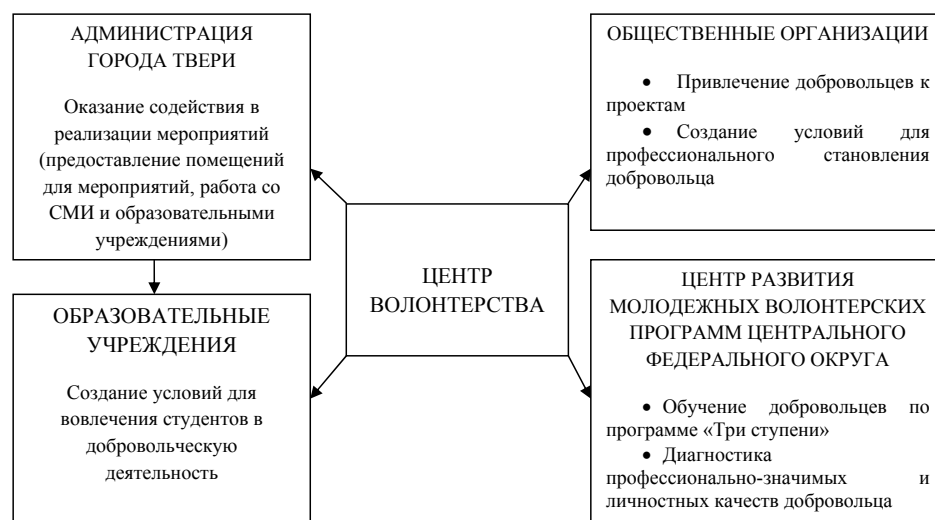 АДМИНИСТРАЦИЯ
ГОРОДА ТВЕРИ
Оказание содействия в
реализации мероприятий
(предоставление помещений
для мероприятий, работа со
СМИ и образовательными
учреждениями)
ОБЩЕСТВЕННЫЕ ОРГАНИЗАЦИИ
• Привлечение добровольцев к
проектам
• Создание условий для
профессионального становления
добровольца
ЦЕНТР
ВОЛОНТЕРСТВА
ОБРАЗОВАТЕЛЬНЫЕ
УЧРЕЖДЕНИЯ
Создание условий для
вовлечения студентов в
добровольческую
деятельность
ЦЕНТР РАЗВИТИЯ
МОЛОДЕЖНЫХ ВОЛОНТЕРСКИХ
ПРОГРАММ ЦЕНТРАЛЬНОГО
ФЕДЕРАЛЬНОГО ОКРУГА
• Обучение добровольцев по
программе «Три ступени»
• Диагностика
профессионально-значимых и
личностных качеств добровольца